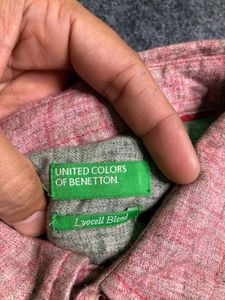 UNITED COLORS
OF BENETTON.
Lyocell Blend